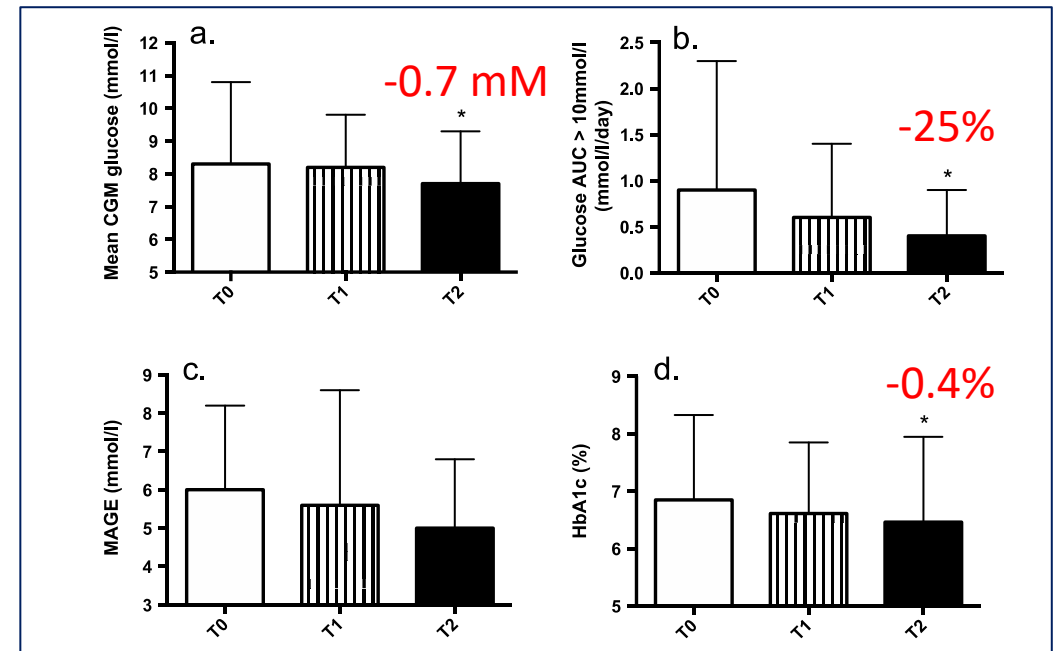 a.
Mean CGM glucose (mmol/l)
12
11
10
9
8
7
6
5
-0.7 mM
*
T0
T1
T2
b.
Glucose AUC > 10mmol/l
(mmol/l/day)
2.5
2.0
1.5
1.0
0.5
0.0
-25%
*
T0
T1
T2
c.
MAGE (mmol/l)
9
8
7
6
5
4
3
T0
T1
T2
d.
HbA1c (%)
9
8
7
6
5
-0.4%
*
T0
T1
T2